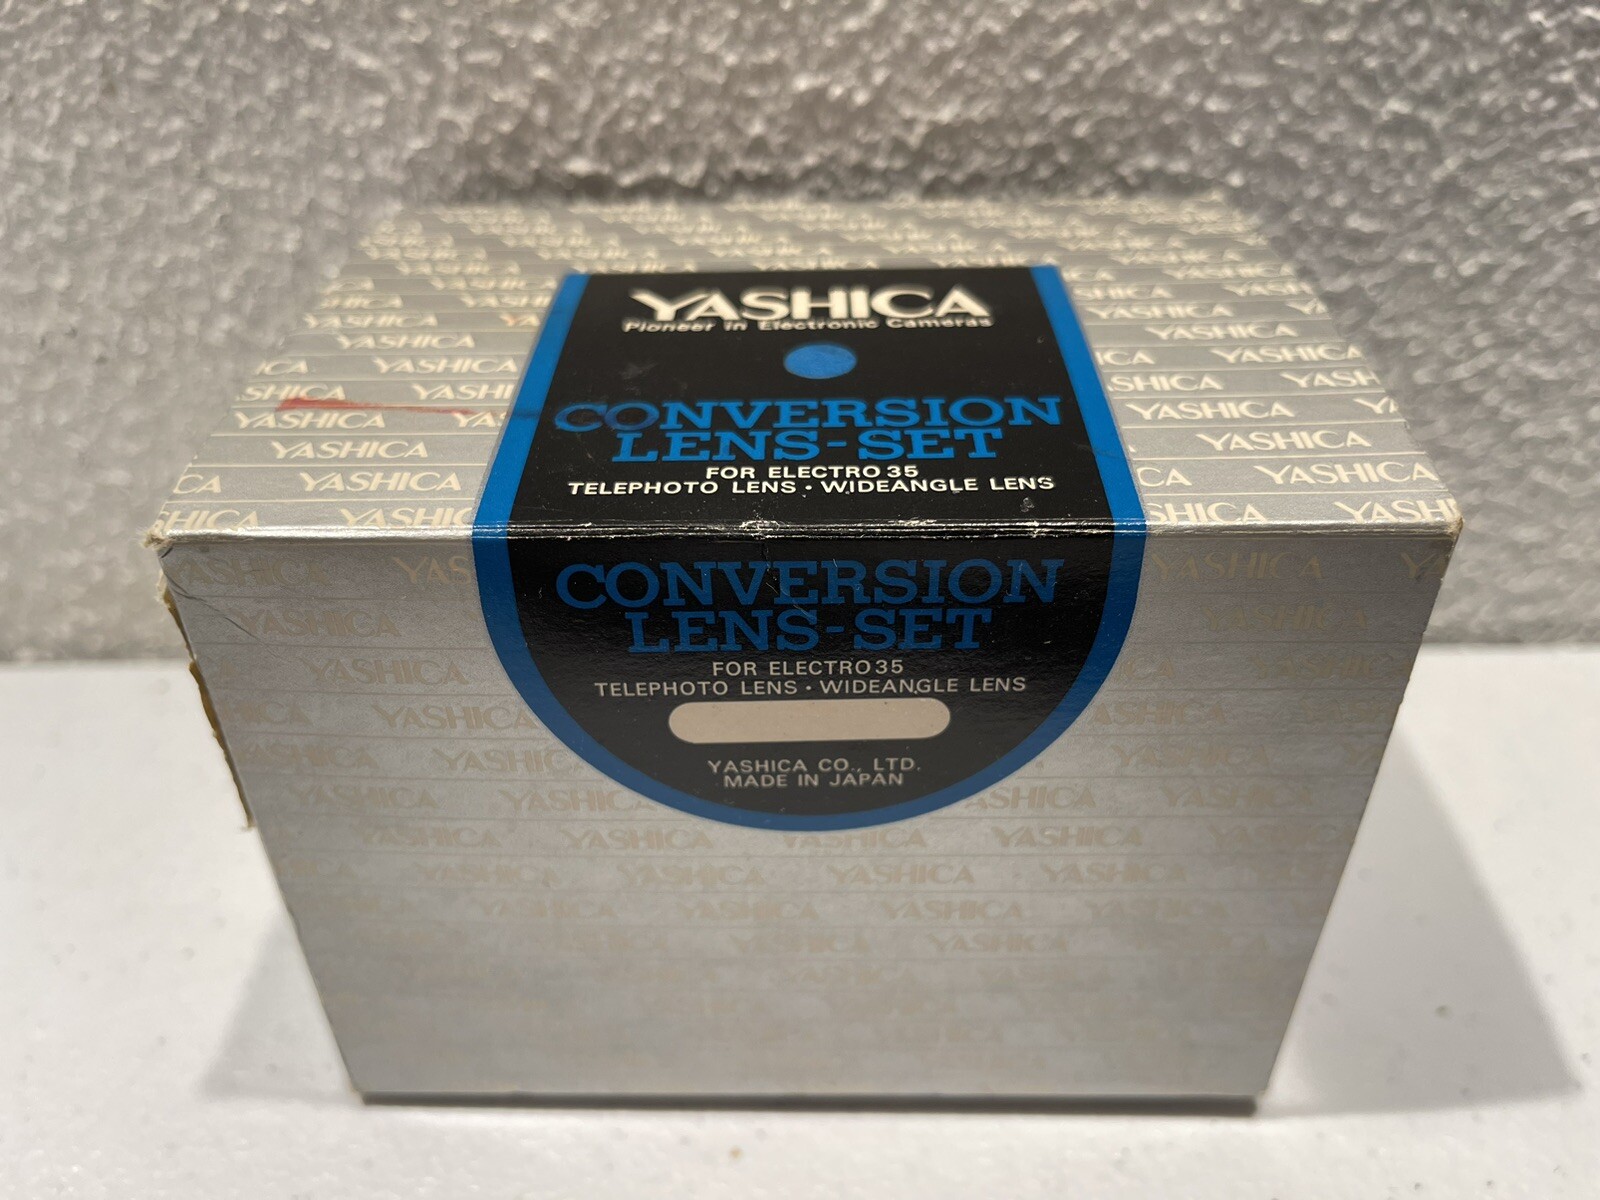 YASHICA
Pioneer in Electronic Cameras
CONVERSION
LENS-SET
FOR ELECTRO 35
TELEPHOTO LENS · WIDEANGLE LENS
CONVERSION
LENS-SET
FOR ELECTRO 35
TELEPHOTO LENS · WIDEANGLE LENS
YASHICA CO., LTD.
MADE IN JAPAN